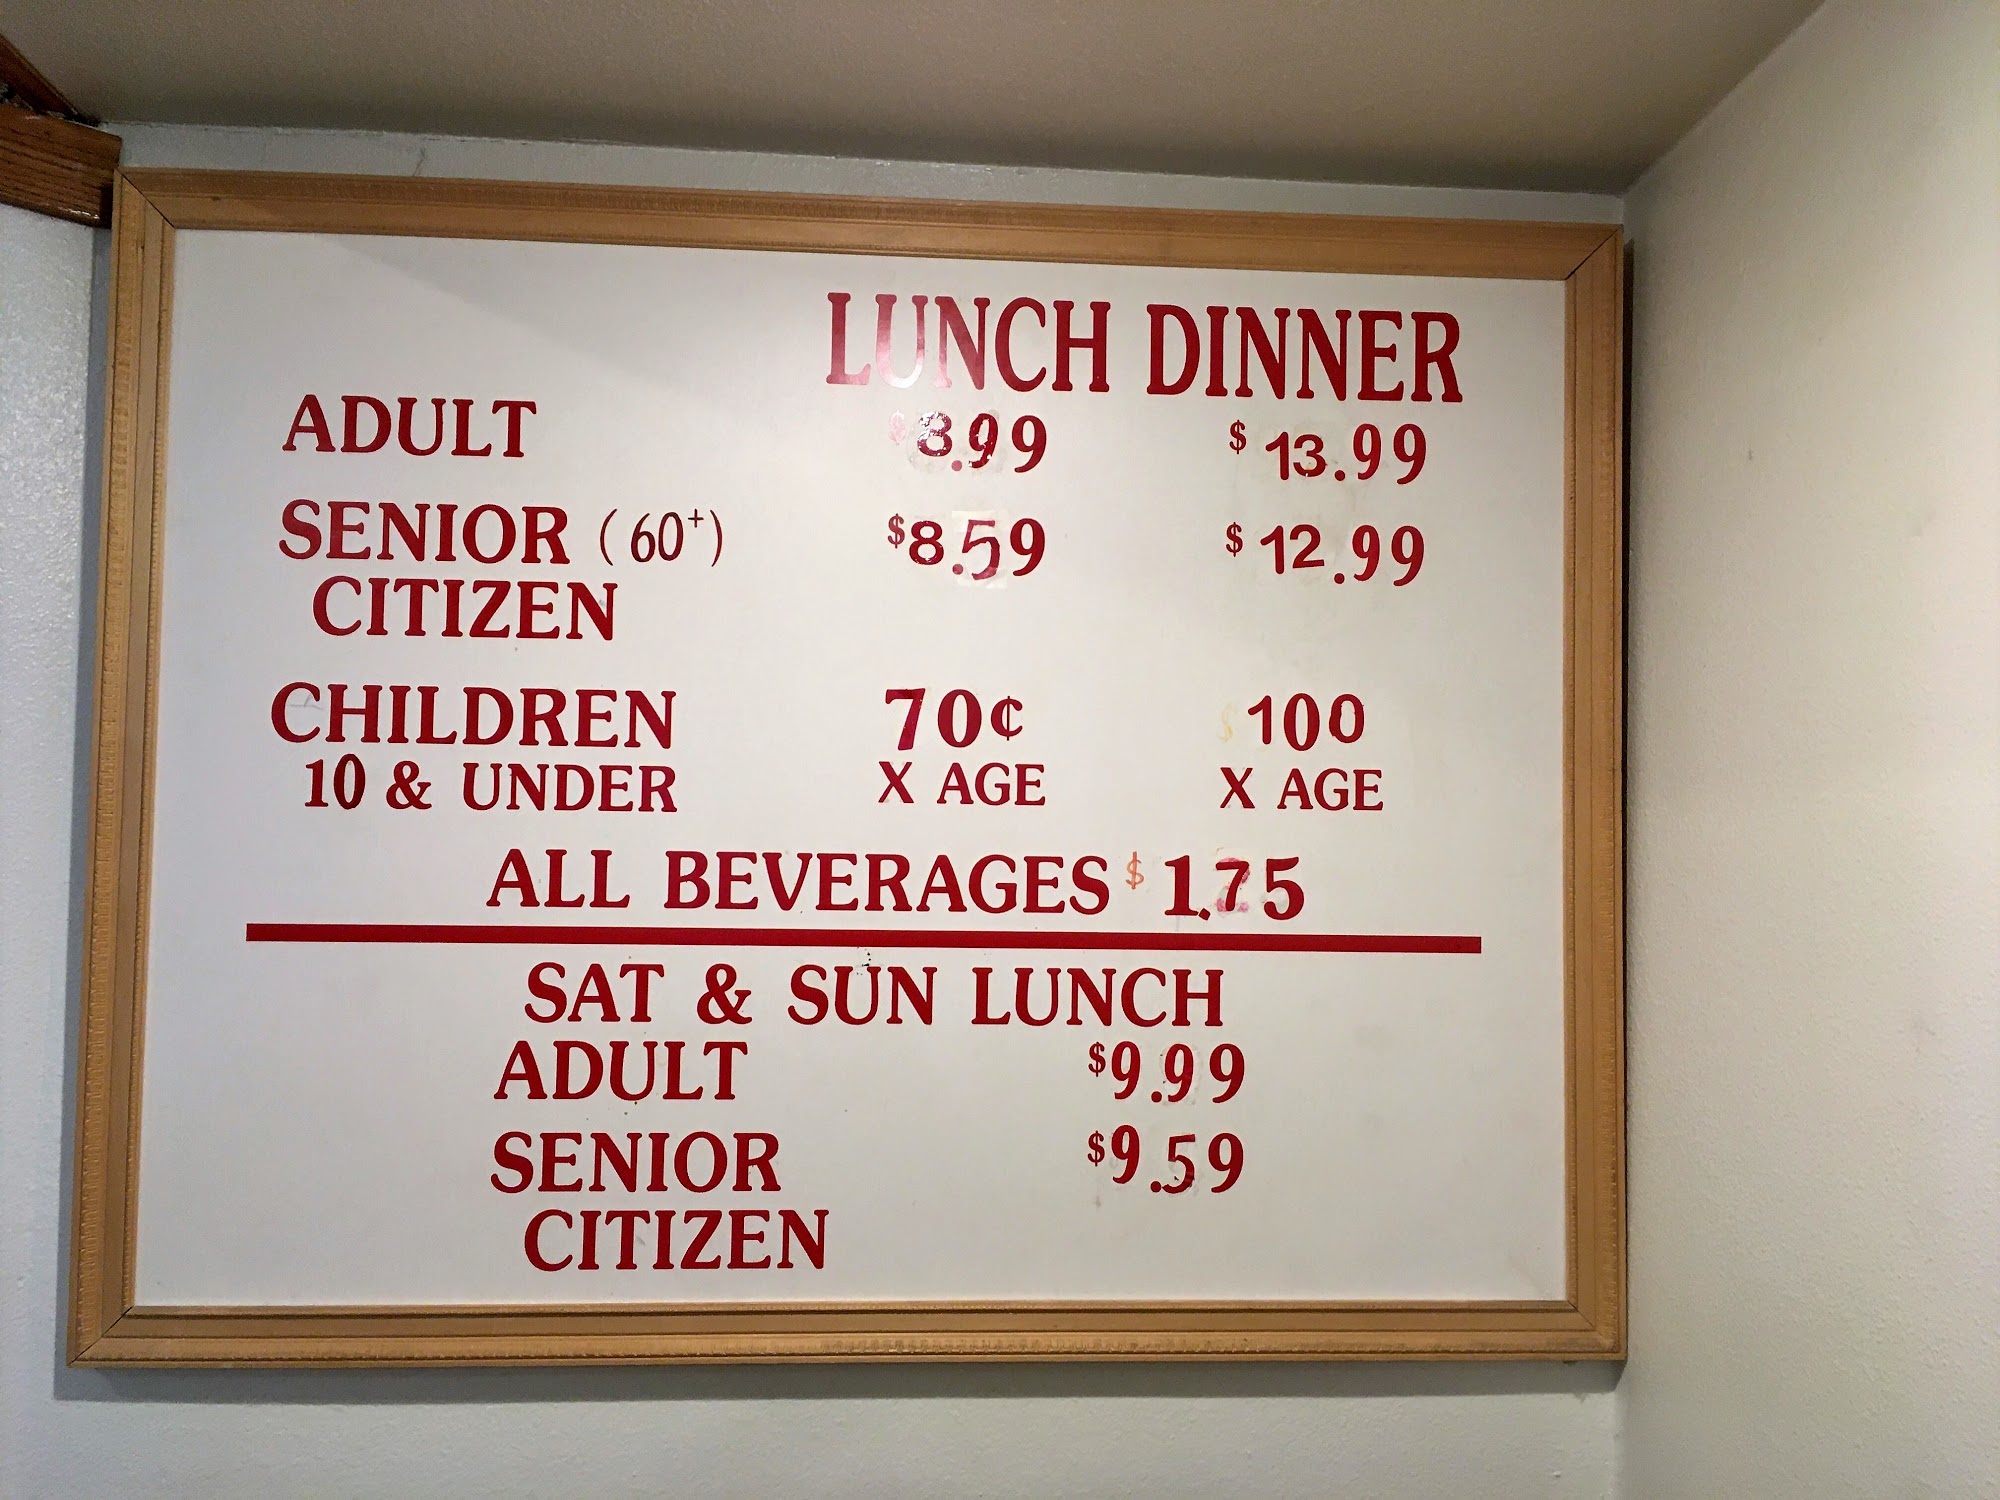 LUNCH DINNER
ADULT $8.99 $13.99
SENIOR (60+) $8.59 $12.99
CITIZEN
CHILDREN 70¢ $100
10 & UNDER X AGE X AGE
ALL BEVERAGES $1.75
SAT & SUN LUNCH
ADULT $9.99
SENIOR $9.59
CITIZEN